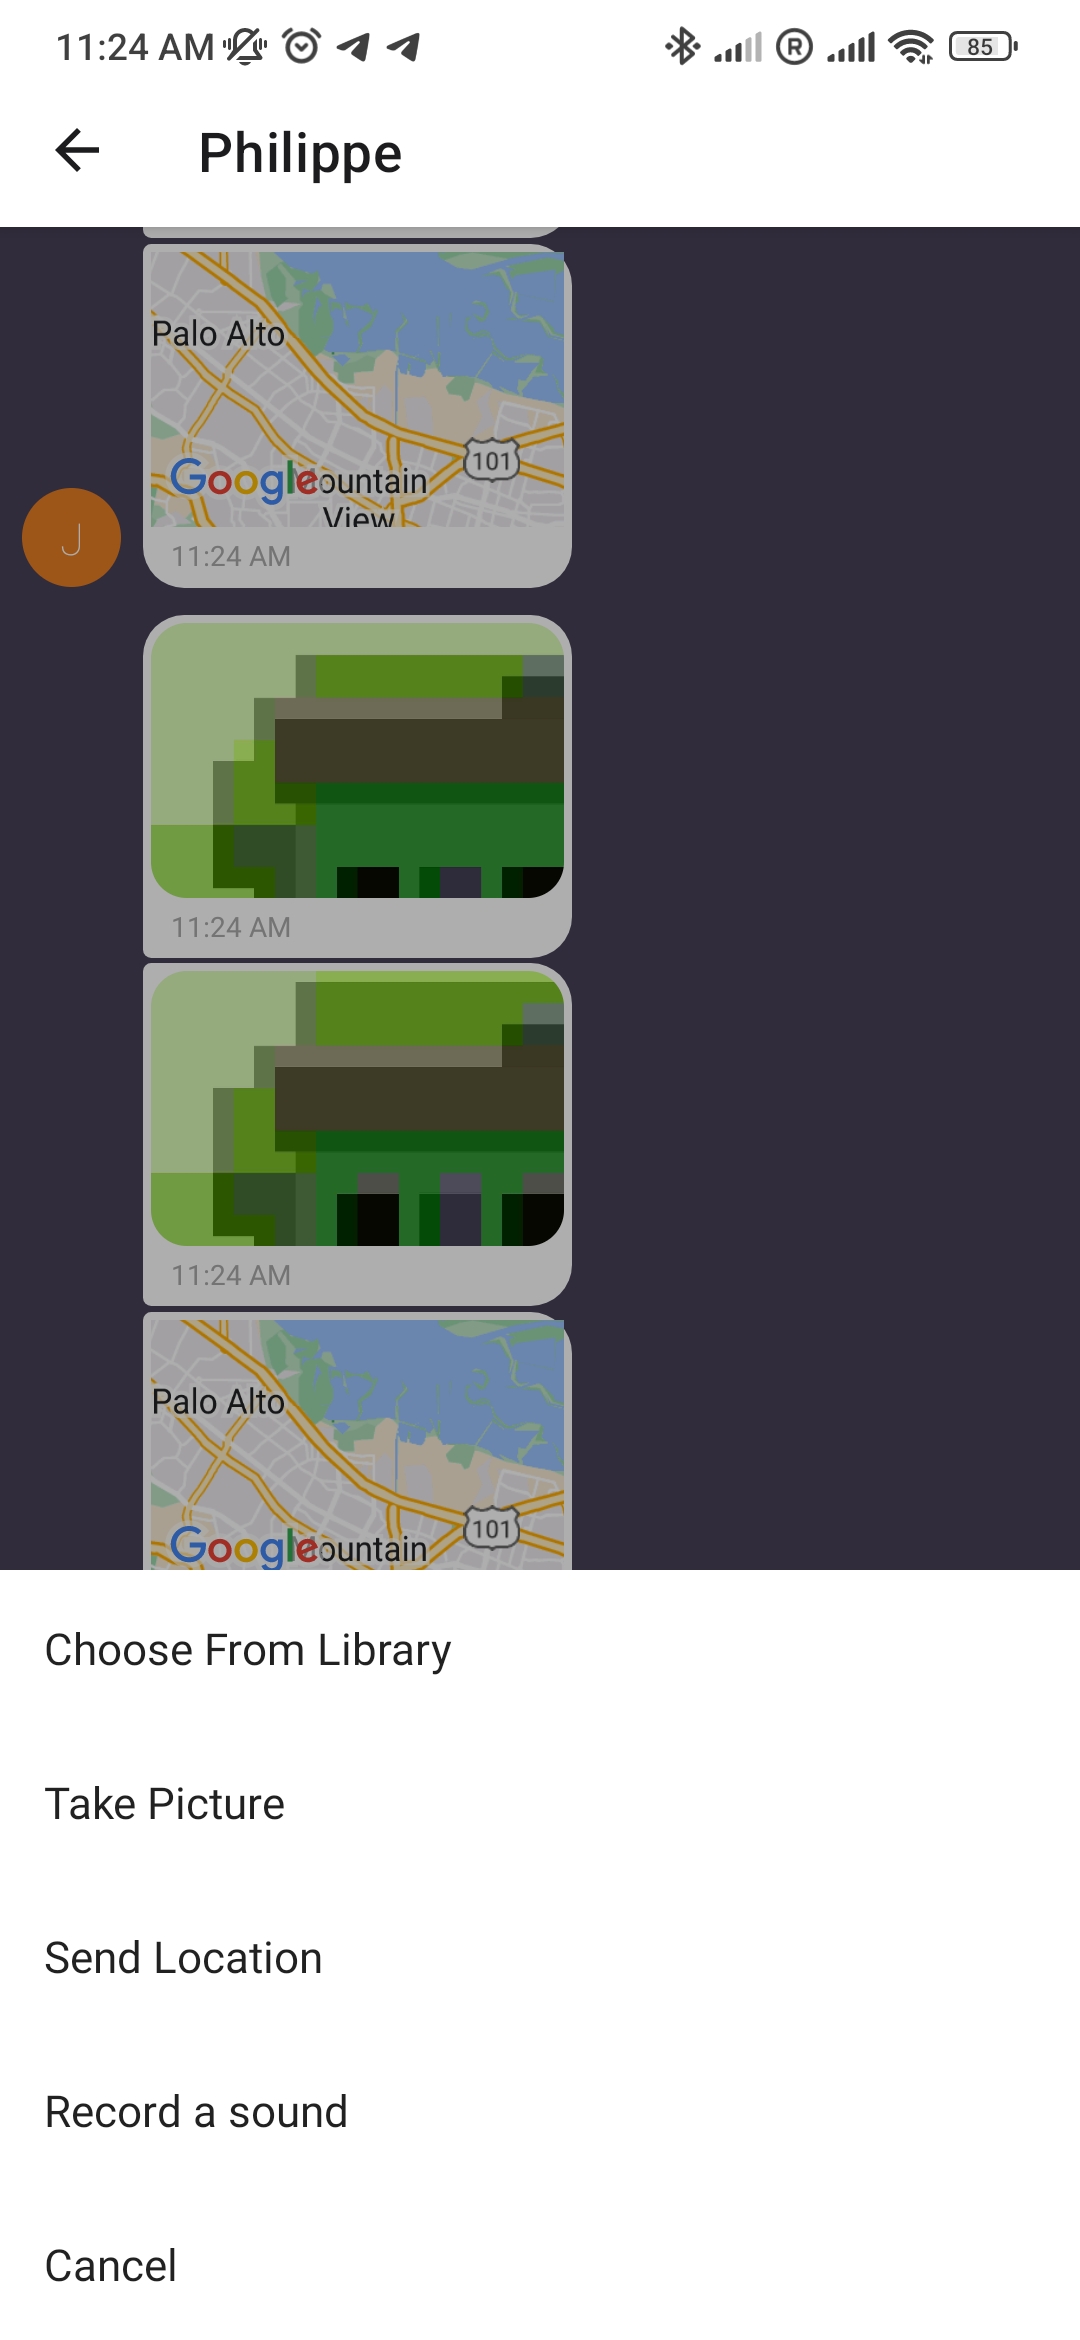 11:24 AM
R
85
Philippe
Palo Alto
101
Google
ountain
View
11:24 AM
J
11:24 AM
11:24 AM
Palo Alto
101
Google
ountain
Choose From Library
Take Picture
Send Location
Record a sound
Cancel